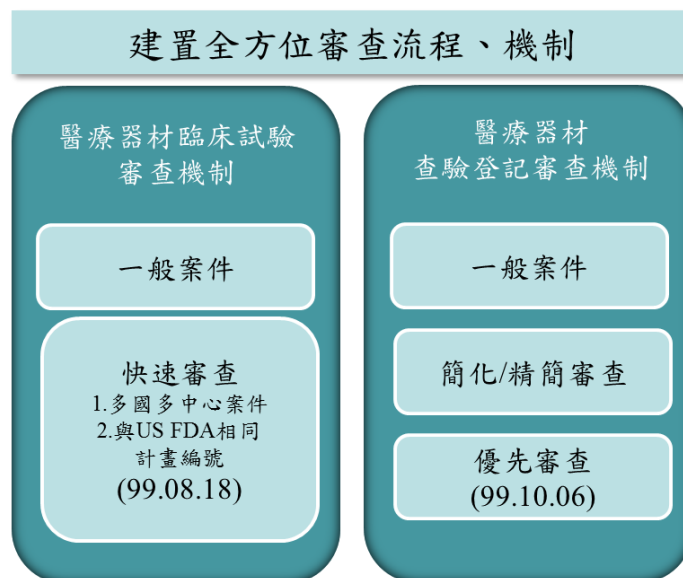 建置全方位審查流程、機制
醫療器材臨床試驗
審查機制
一般案件
快速審查
1.多國多中心案件
2.與US FDA相同
計畫編號
(99.08.18)
醫療器材
查驗登記審查機制
一般案件
簡化/精簡審查
優先審查
(99.10.06)